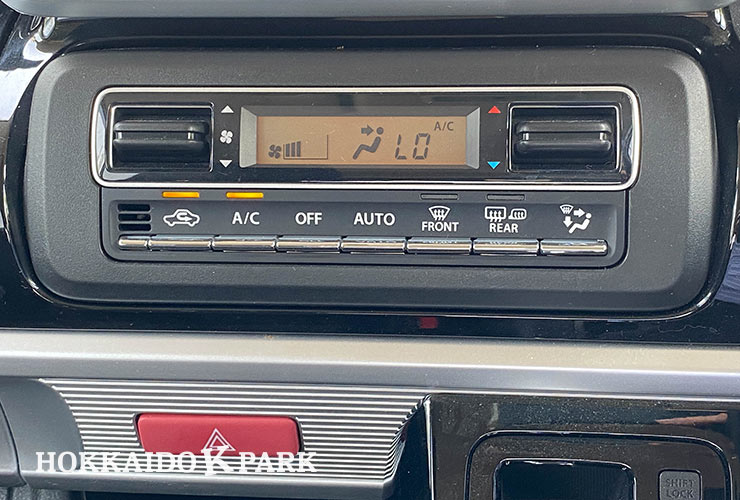 A/C
LO
A/C OFF AUTO FRONT REAR
HOKKAIDO K PARK
SHIFT
LOCK